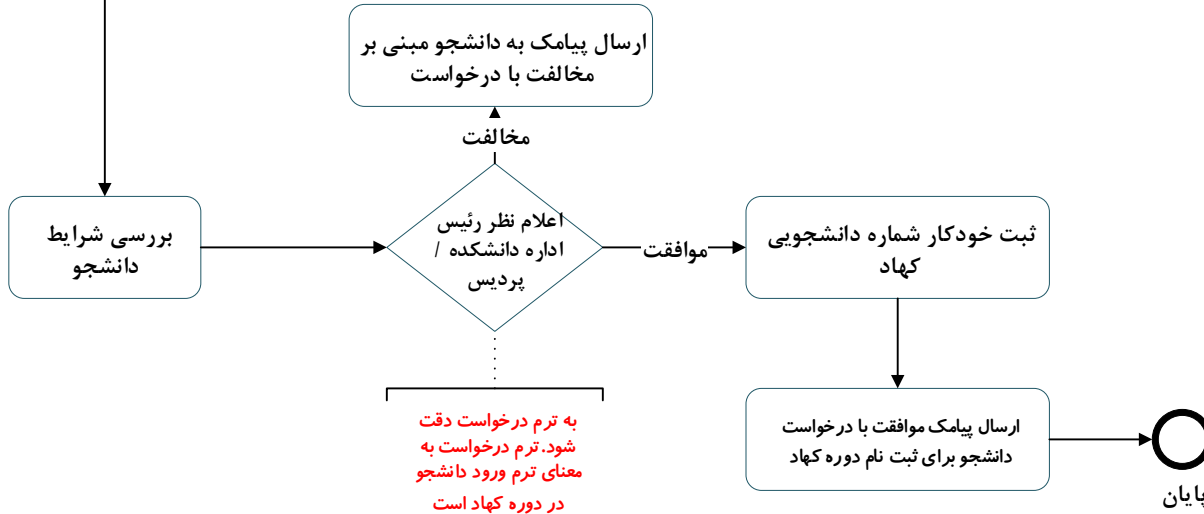 ارسال پیامک به دانشجو مبنی بر
مخالفت با درخواست
مخالفت
بررسی شرایط
دانشجو
اعلام نظر رئیس
اداره دانشکده /
پردیس
موافقت
ثبت خودکار شماره دانشجویی
کهاد
به ترم درخواست دقت
شود.ترم درخواست به
معنای ترم ورود دانشجو
در دوره کهاد است
ارسال پیامک موافقت با درخواست
دانشجو برای ثبت نام دوره کهاد
پایان